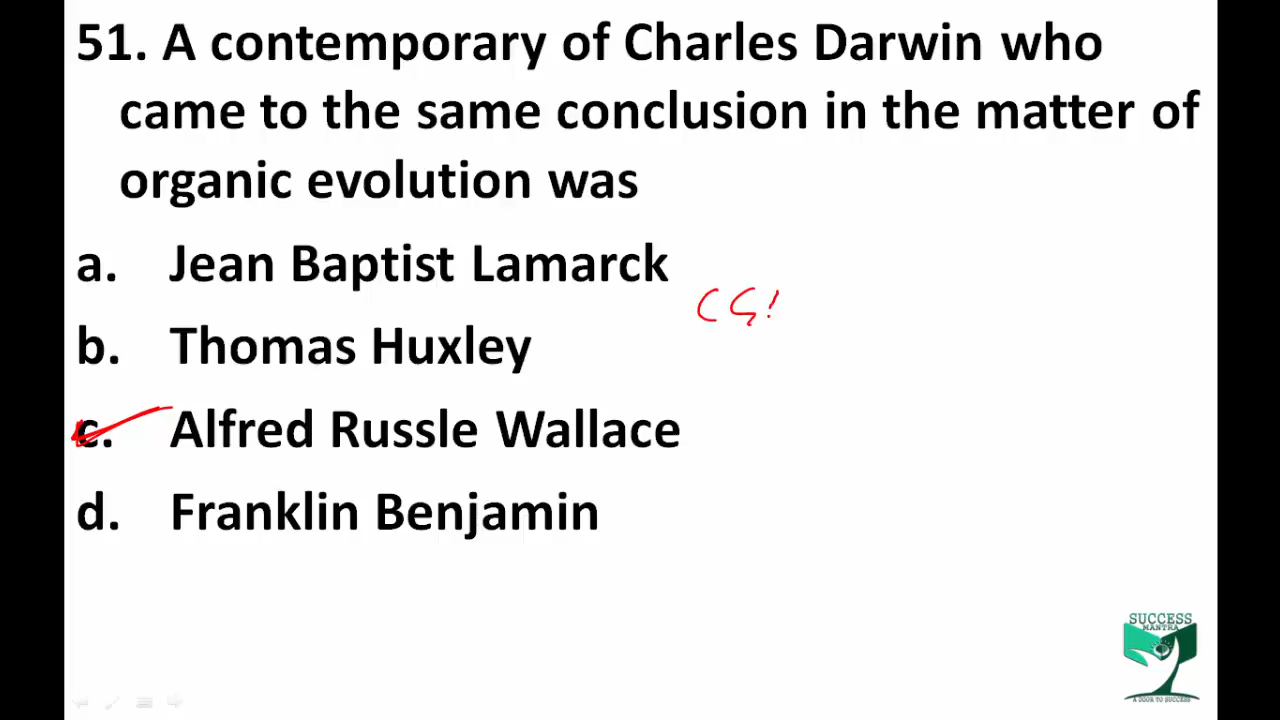 51. A contemporary of Charles Darwin who
came to the same conclusion in the matter of
organic evolution was
a. Jean Baptist Lamarck
b. Thomas Huxley
c. Alfred Russle Wallace
d. Franklin Benjamin
SUCCESS
MANTRA
A DOOR TO SUCCESS